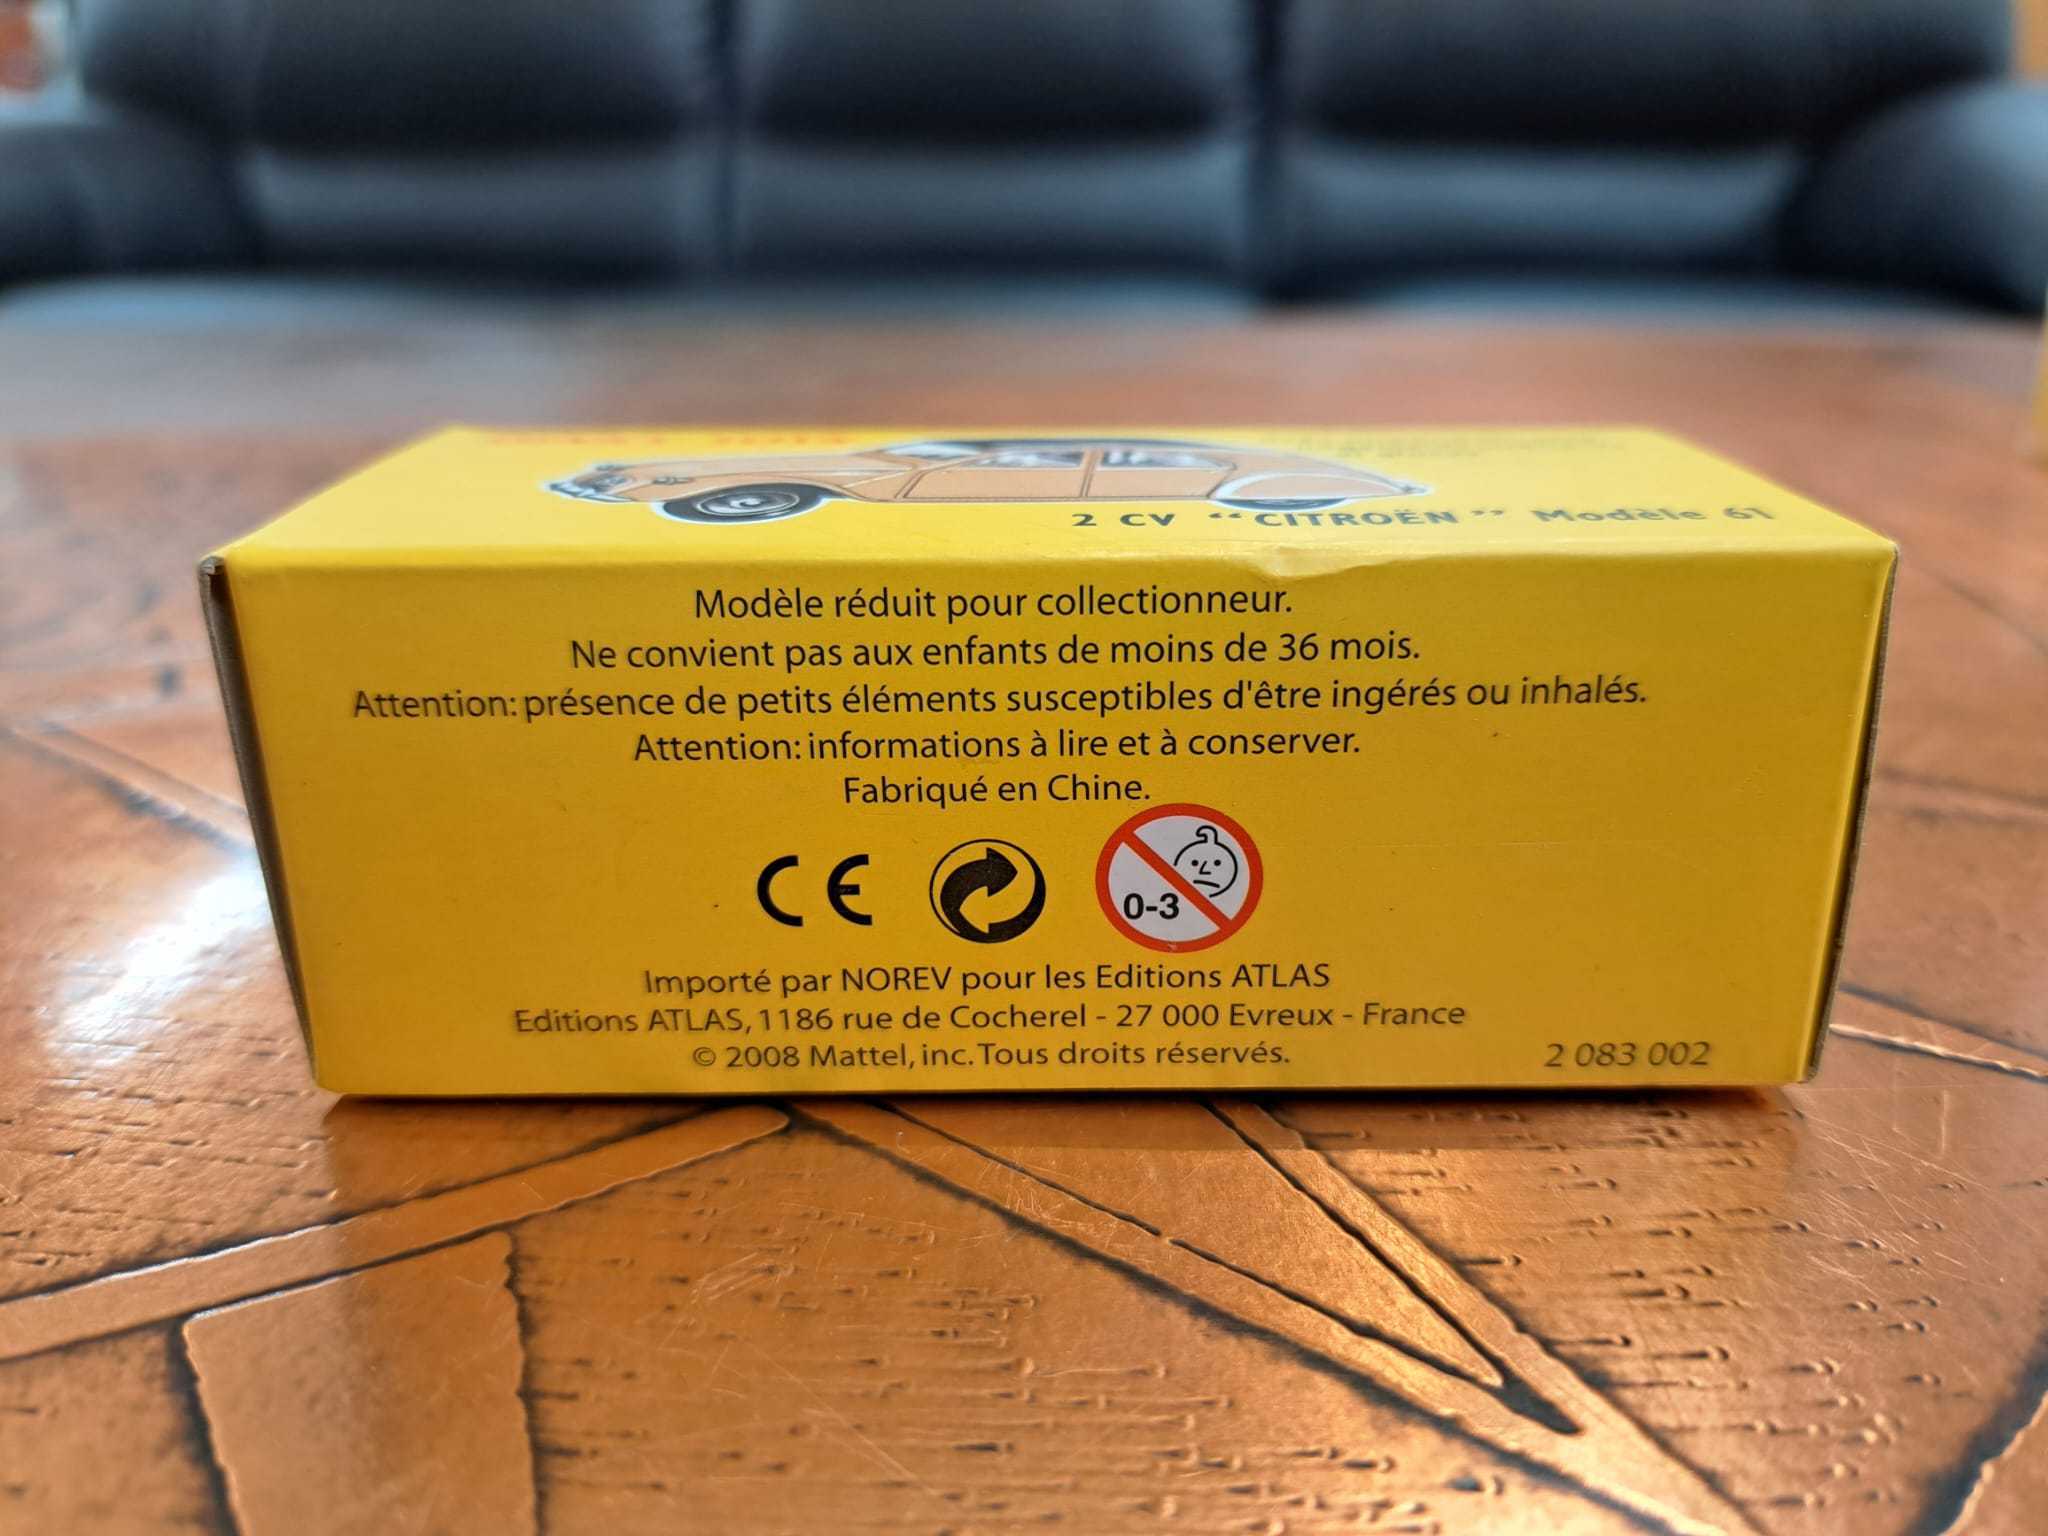 2 CV “CITROËN” Modèle 61
Modèle réduit pour collectionneur.
Ne convient pas aux enfants de moins de 36 mois.
Attention: présence de petits éléments susceptibles d'être ingérés ou inhalés.
Attention: informations à lire et à conserver.
Fabriqué en Chine.
CE
0-3
Importé par NOREV pour les Editions ATLAS
Editions ATLAS, 1186 rue de Cocherel - 27 000 Evreux - France
© 2008 Mattel, inc. Tous droits réservés.
2 083 002